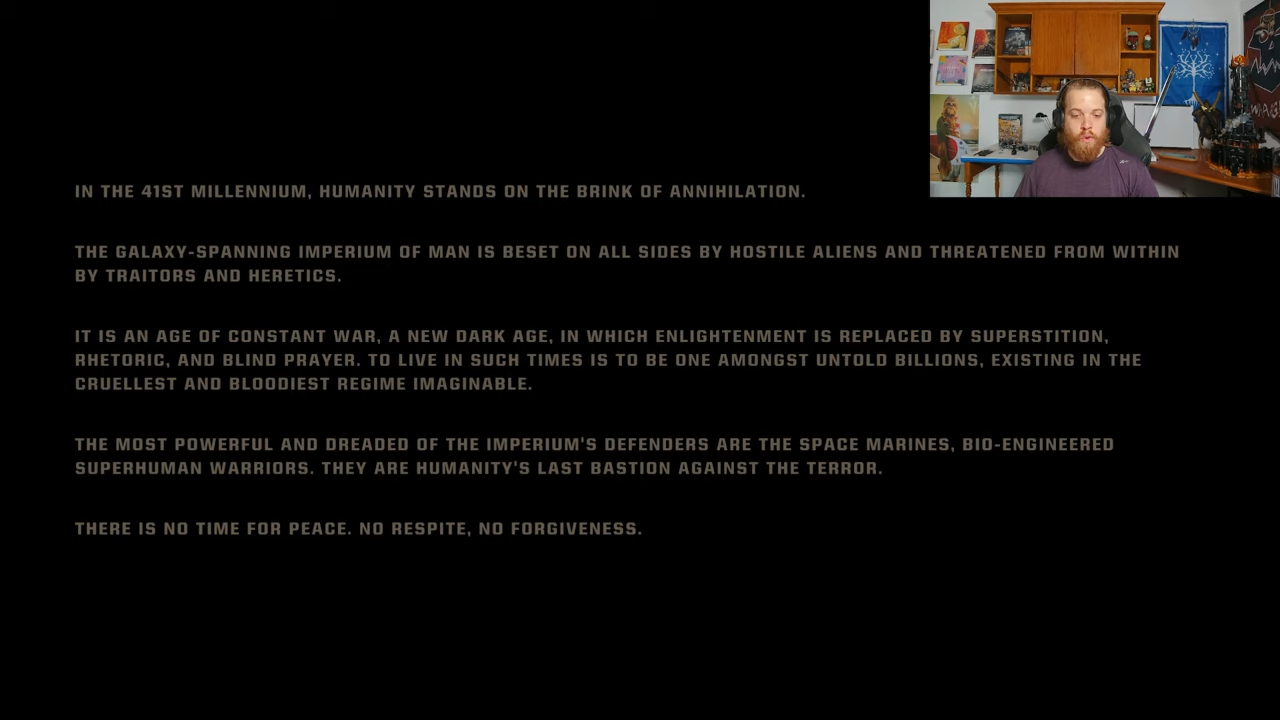 IN THE 41ST MILLENNIUM, HUMANITY STANDS ON THE BRINK OF ANNIHILATION.
THE GALAXY-SPANNING IMPERIUM OF MAN IS BESET ON ALL SIDES BY HOSTILE ALIENS AND THREATENED FROM WITHIN
BY TRAITORS AND HERETICS.
IT IS AN AGE OF CONSTANT WAR, A NEW DARK AGE, IN WHICH ENLIGHTENMENT IS REPLACED BY SUPERSTITION,
RHETORIC, AND BLIND PRAYER. TO LIVE IN SUCH TIMES IS TO BE ONE AMONGST UNTOLD BILLIONS, EXISTING IN THE
CRUELLEST AND BLOODIEST REGIME IMAGINABLE.
THE MOST POWERFUL AND DREADED OF THE IMPERIUM'S DEFENDERS ARE THE SPACE MARINES, BIO-ENGINEERED
SUPERHUMAN WARRIORS. THEY ARE HUMANITY'S LAST BASTION AGAINST THE TERROR.
THERE IS NO TIME FOR PEACE. NO RESPITE, NO FORGIVENESS.